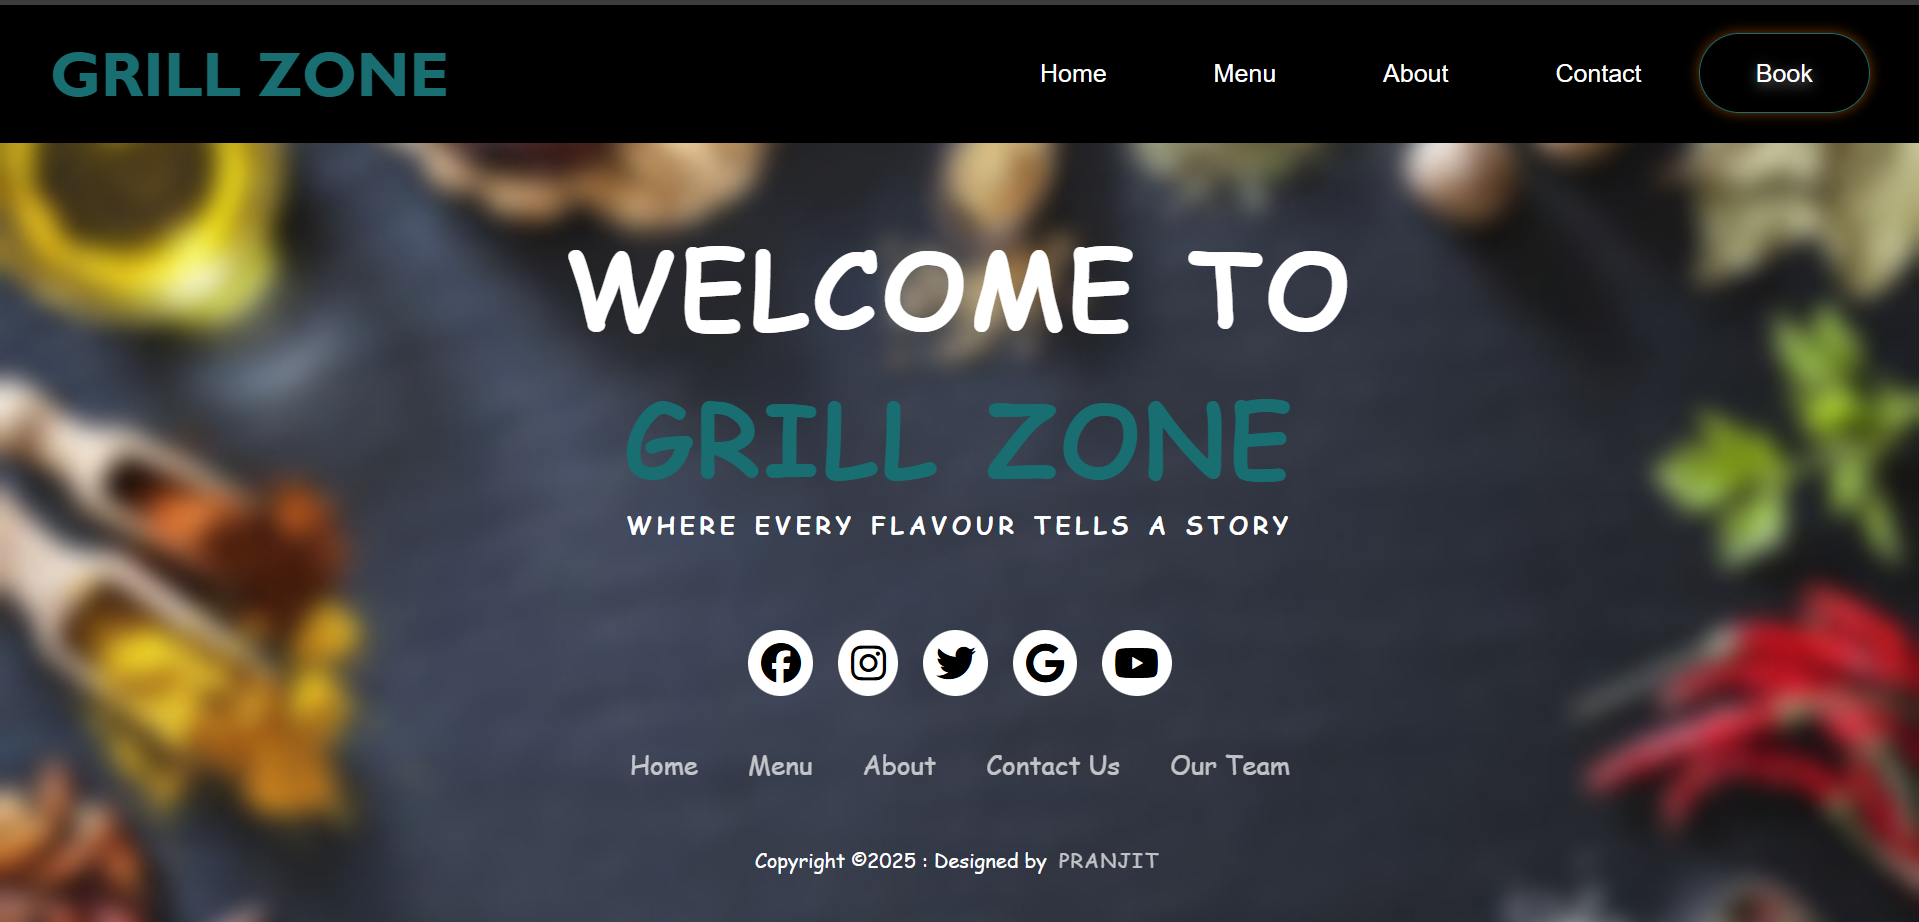 GRILL ZONE
Home Menu About Contact Book
WELCOME TO
GRILL ZONE
WHERE EVERY FLAVOUR TELLS A STORY
Home Menu About Contact Us Our Team
Copyright ©2025 : Designed by PRANJIT